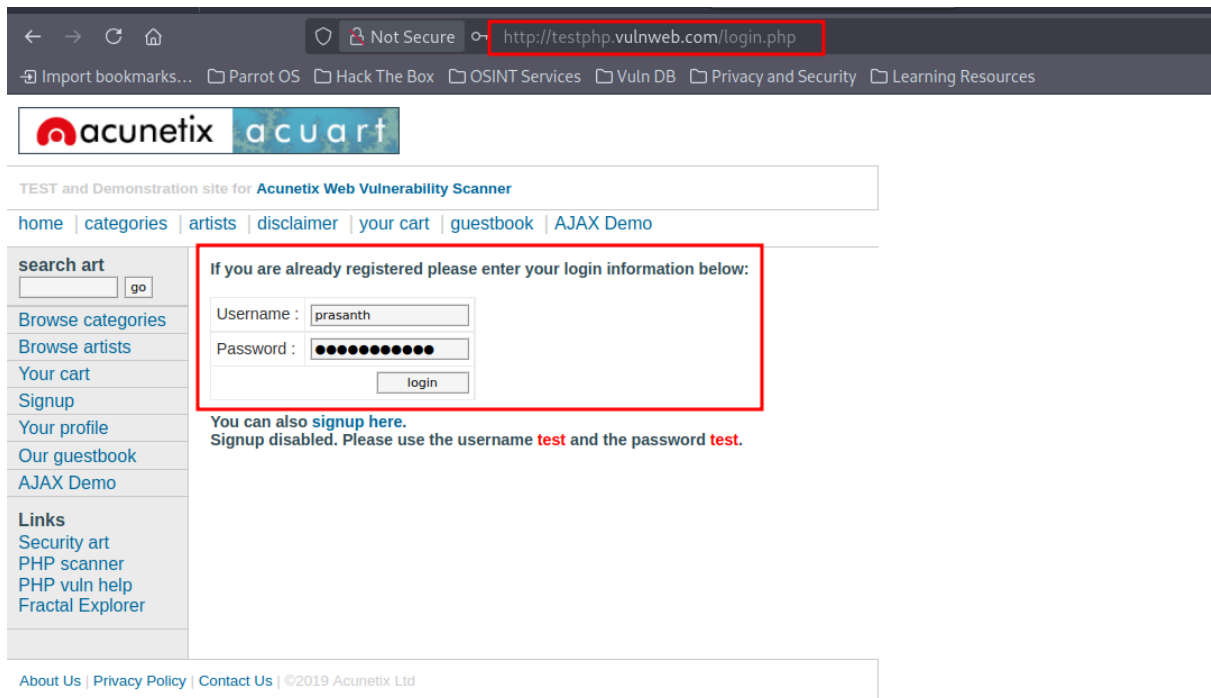 Not Secure http://testphp.vulnweb.com/login.php
Import bookmarks... Parrot OS Hack The Box OSINT Services Vuln DB Privacy and Security Learning Resources
acunetix acuart
TEST and Demonstration site for Acunetix Web Vulnerability Scanner
home | categories | artists | disclaimer | your cart | guestbook | AJAX Demo
search art
go
Browse categories
Browse artists
Your cart
Signup
Your profile
Our guestbook
AJAX Demo
Links
Security art
PHP scanner
PHP vuln help
Fractal Explorer
If you are already registered please enter your login information below:
Username : prasanth
Password : ●●●●●●●●●●●
login
You can also signup here.
Signup disabled. Please use the username test and the password test.
About Us | Privacy Policy | Contact Us | ©2019 Acunetix Ltd